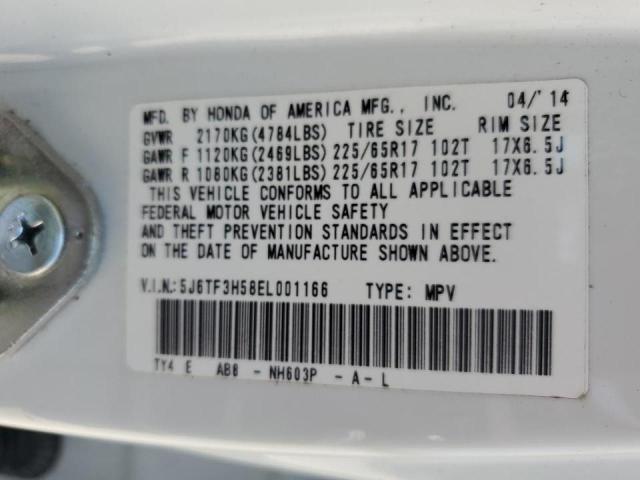 MFD. BY HONDA OF AMERICA MFG., INC. 04/'14
GVWR 2170KG(4784LBS) TIRE SIZE RIM SIZE
GAWR F 1120KG(2469LBS) 225/65R17 102T 17X6.5J
GAWR R 1080KG(2381LBS) 225/65R17 102T 17X6.5J
THIS VEHICLE CONFORMS TO ALL APPLICABLE
FEDERAL MOTOR VEHICLE SAFETY
AND THEFT PREVENTION STANDARDS IN EFFECT
ON THE DATE OF MANUFACTURE SHOWN ABOVE.
V.I.N.:5J6TF3H58EL001166 TYPE: MPV
TY4 E AB8 - NH603P - A - L